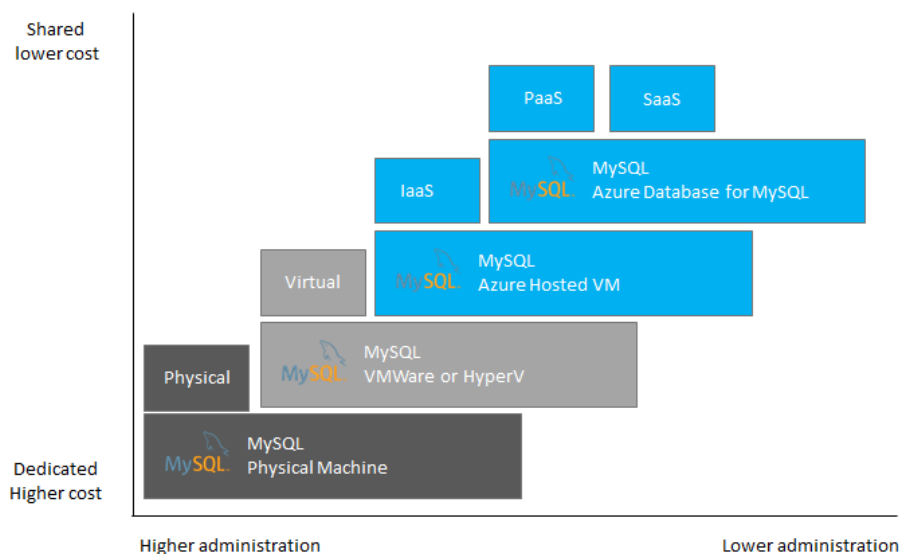 Shared
lower cost
PaaS
SaaS
MySQL
MySQL
Azure Database for MySQL
IaaS
MySQL
MySQL
Azure Hosted VM
Virtual
MySQL
MySQL
VMWare or HyperV
Physical
MySQL
MySQL
Physical Machine
Dedicated
Higher cost
Higher administration
Lower administration